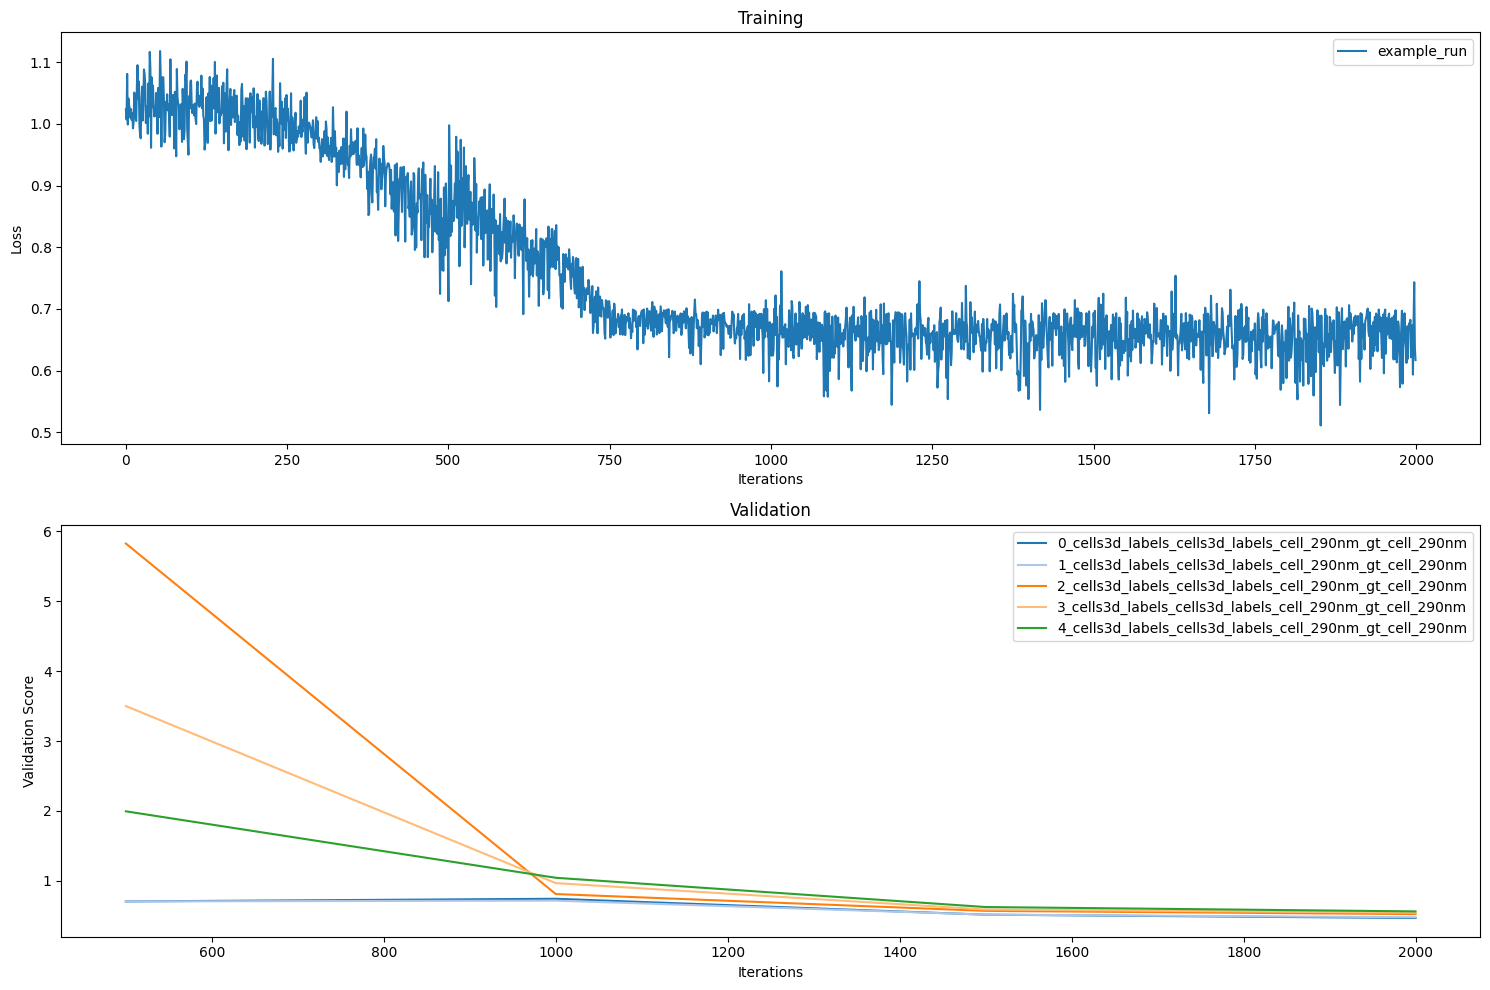 Training
example_run
1.1
1.0
0.9
0.8
0.7
0.6
0.5
Loss
0 250 500 750 1000 1250 1500 1750 2000
Iterations
Validation
0_cells3d_labels_cells3d_labels_cell_290nm_gt_cell_290nm
1_cells3d_labels_cells3d_labels_cell_290nm_gt_cell_290nm
2_cells3d_labels_cells3d_labels_cell_290nm_gt_cell_290nm
3_cells3d_labels_cells3d_labels_cell_290nm_gt_cell_290nm
4_cells3d_labels_cells3d_labels_cell_290nm_gt_cell_290nm
6
5
4
3
2
1
Validation Score
600 800 1000 1200 1400 1600 1800 2000
Iterations